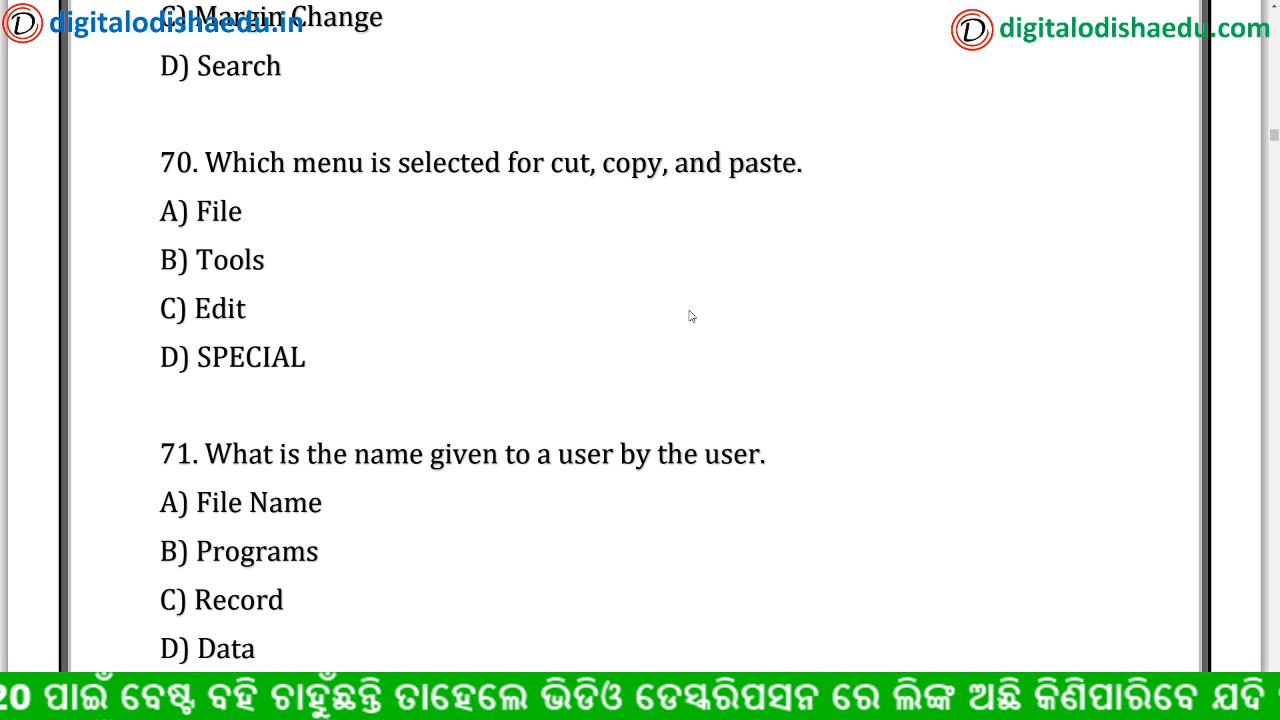 C) Margin Change
digitalodishaedu.in
digitalodishaedu.com
D) Search
70. Which menu is selected for cut, copy, and paste.
A) File
B) Tools
C) Edit
D) SPECIAL
71. What is the name given to a user by the user.
A) File Name
B) Programs
C) Record
D) Data
20 ପାଇଁ ବେଷ୍ଟ ବହି ଚାହୁଁଛନ୍ତି ତାହେଲେ ଭିଡିଓ ଡେସ୍କରିପସନ ରେ ଲିଙ୍କ ଅଛି କିଣିପାରିବେ ଯଦି